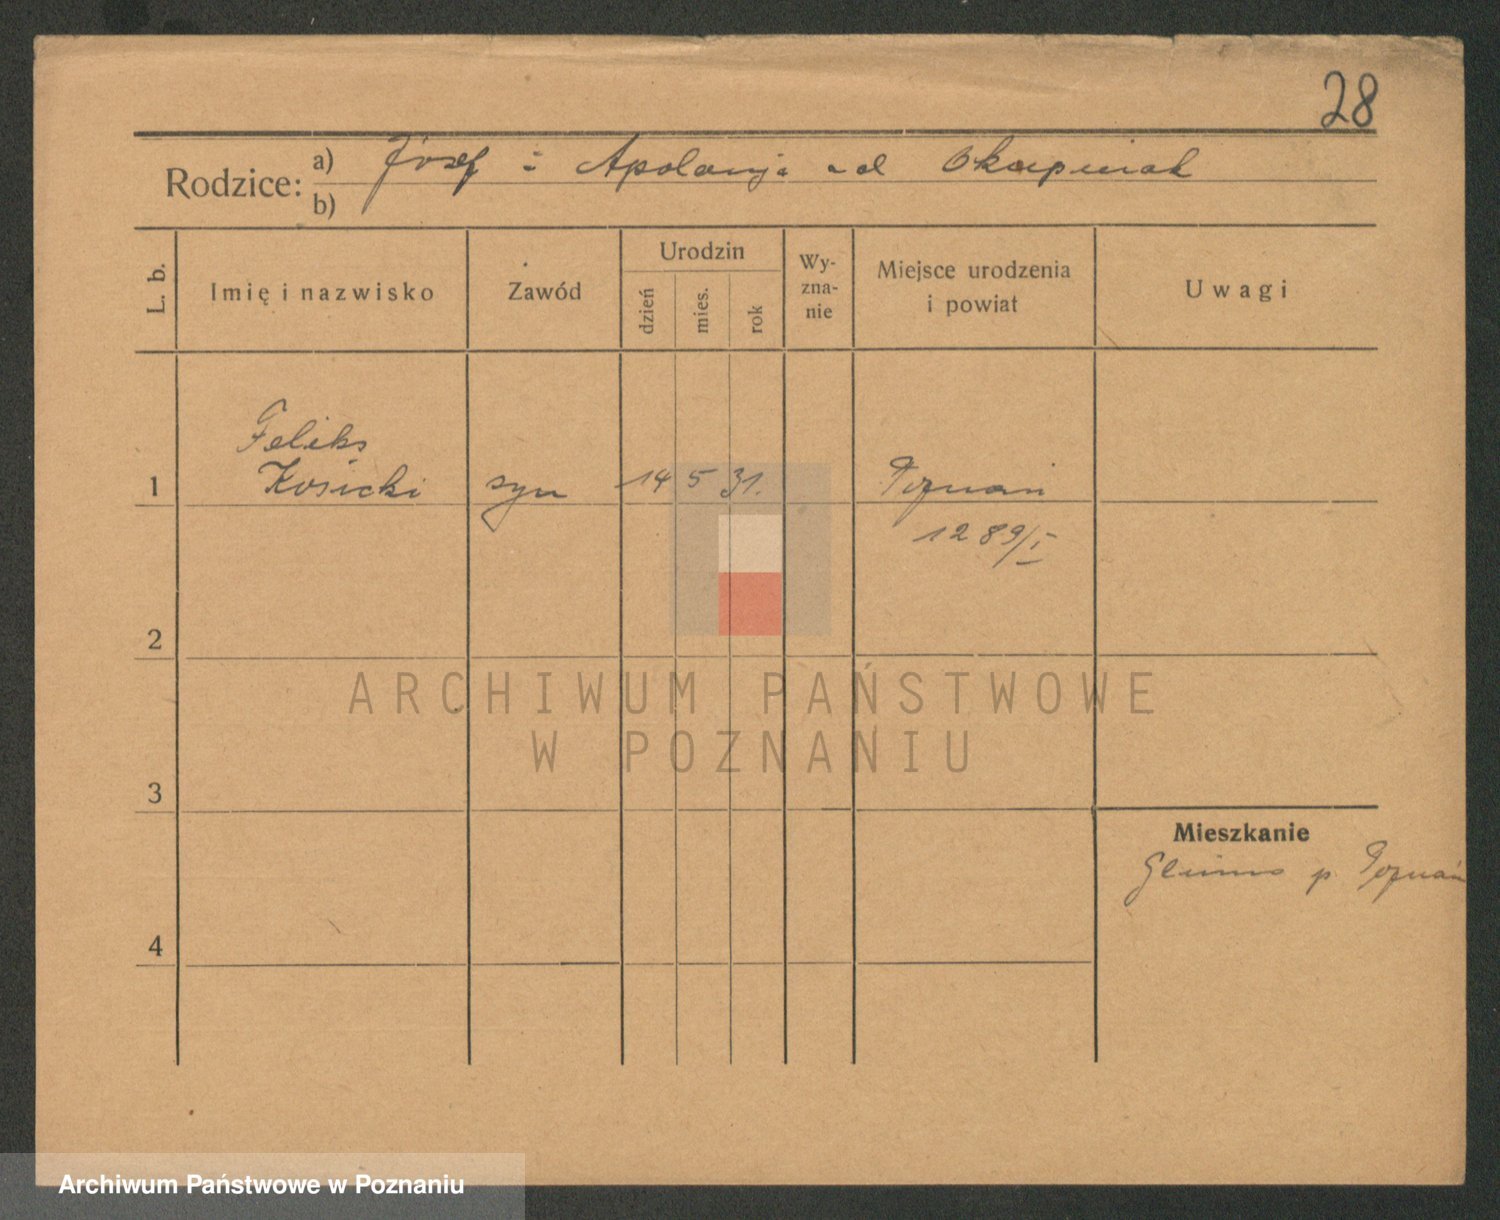 28
Rodzice: a) Józef i Apolonja z d Okupniak
b)
L. b.
Imię i nazwisko
Zawód
Urodzin
dzień
mies.
rok
Wy-
zna-
nie
Miejsce urodzenia
i powiat
Uwagi
Feliks
1 Kosicki syn 14 5 31. Poznań
1289/I
2
ARCHIWUM PAŃSTWOWE
W POZNANIU
3
Mieszkanie
p. Poznań
4
Archiwum Państwowe w Poznaniu